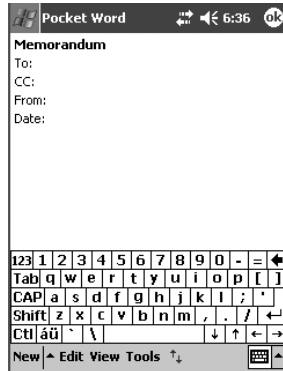 Pocket Word 6:36 ok
Memorandum
To:
CC:
From:
Date:
123 1 2 3 4 5 6 7 8 9 0 - =
Tab q w e r t y u i o p [ ]
CAP a s d f g h j k l ; '
Shift z x c v b n m , . /
Ctl áü ` \
New Edit View Tools